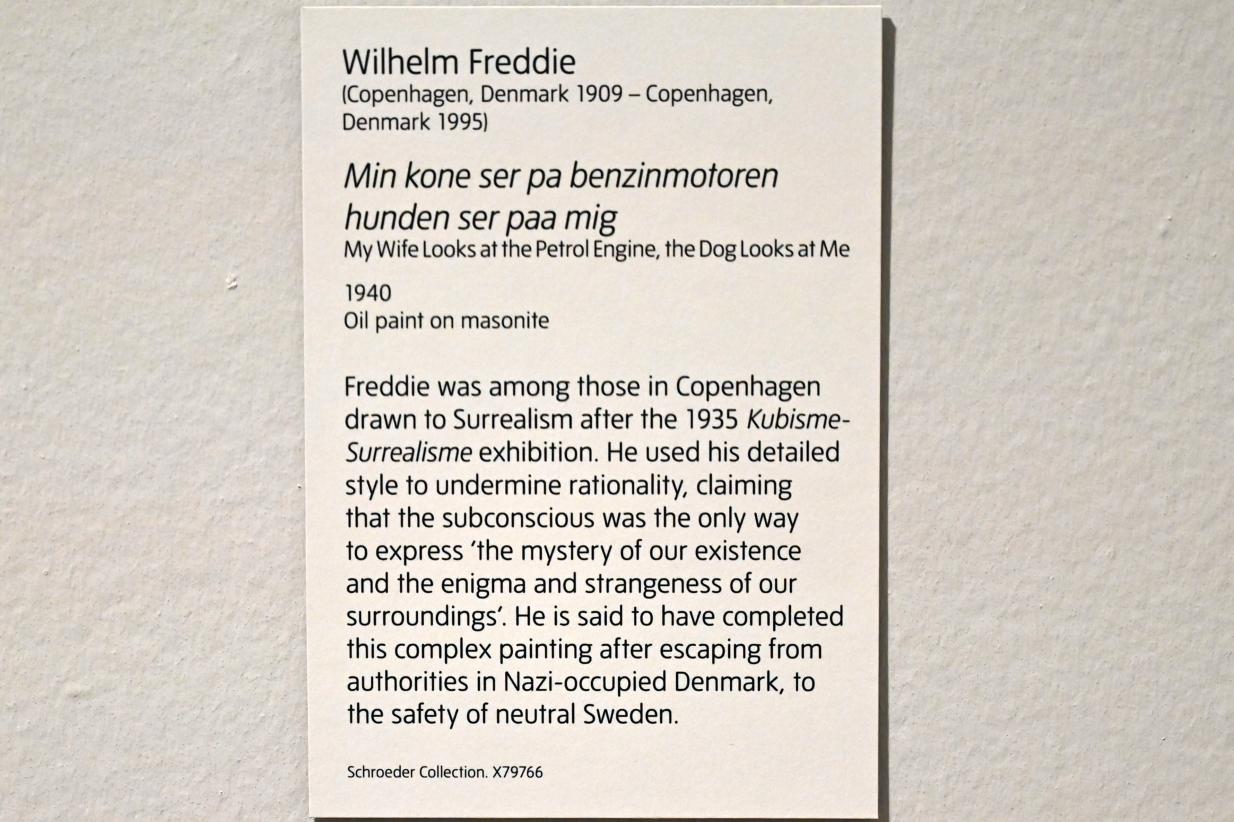 Wilhelm Freddie
(Copenhagen, Denmark 1909 – Copenhagen,
Denmark 1995)
Min kone ser pa benzinmotoren
hunden ser paa mig
My Wife Looks at the Petrol Engine, the Dog Looks at Me
1940
Oil paint on masonite
Freddie was among those in Copenhagen
drawn to Surrealism after the 1935 Kubisme-
Surrealisme exhibition. He used his detailed
style to undermine rationality, claiming
that the subconscious was the only way
to express ‘the mystery of our existence
and the enigma and strangeness of our
surroundings’. He is said to have completed
this complex painting after escaping from
authorities in Nazi-occupied Denmark, to
the safety of neutral Sweden.
Schroeder Collection. X79766